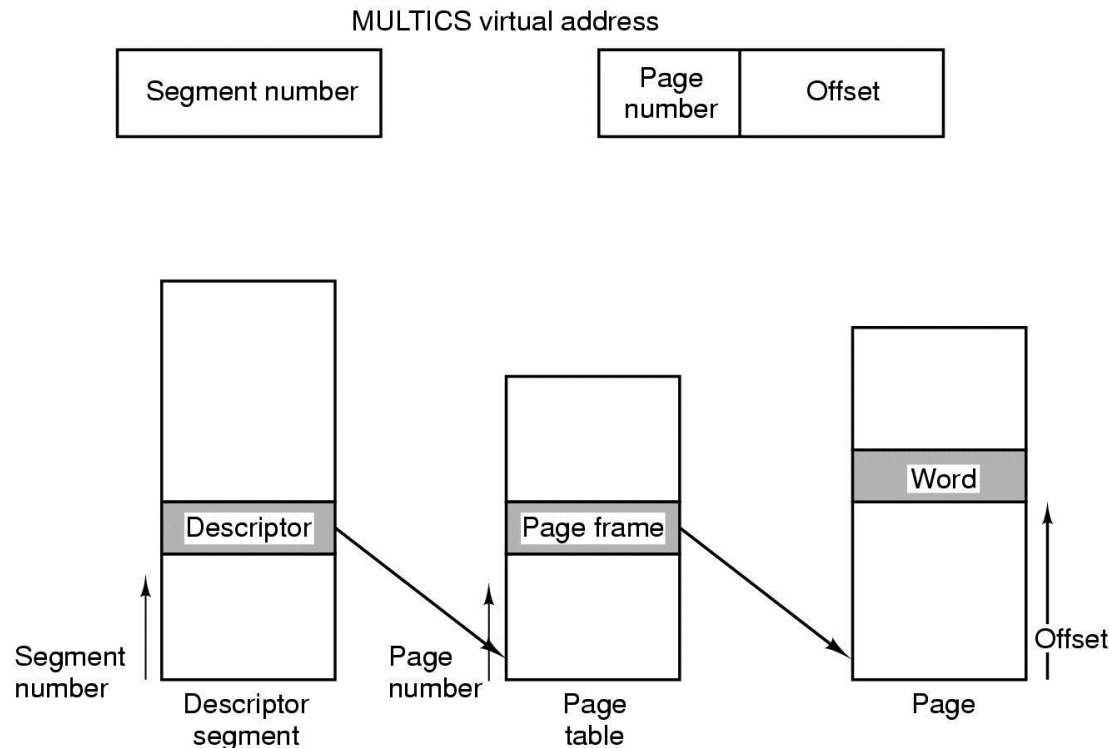 MULTICS virtual address
Segment number
Page
number
Offset
Descriptor
Page frame
Word
Segment
number
Page
number
Offset
Descriptor
segment
Page
table
Page